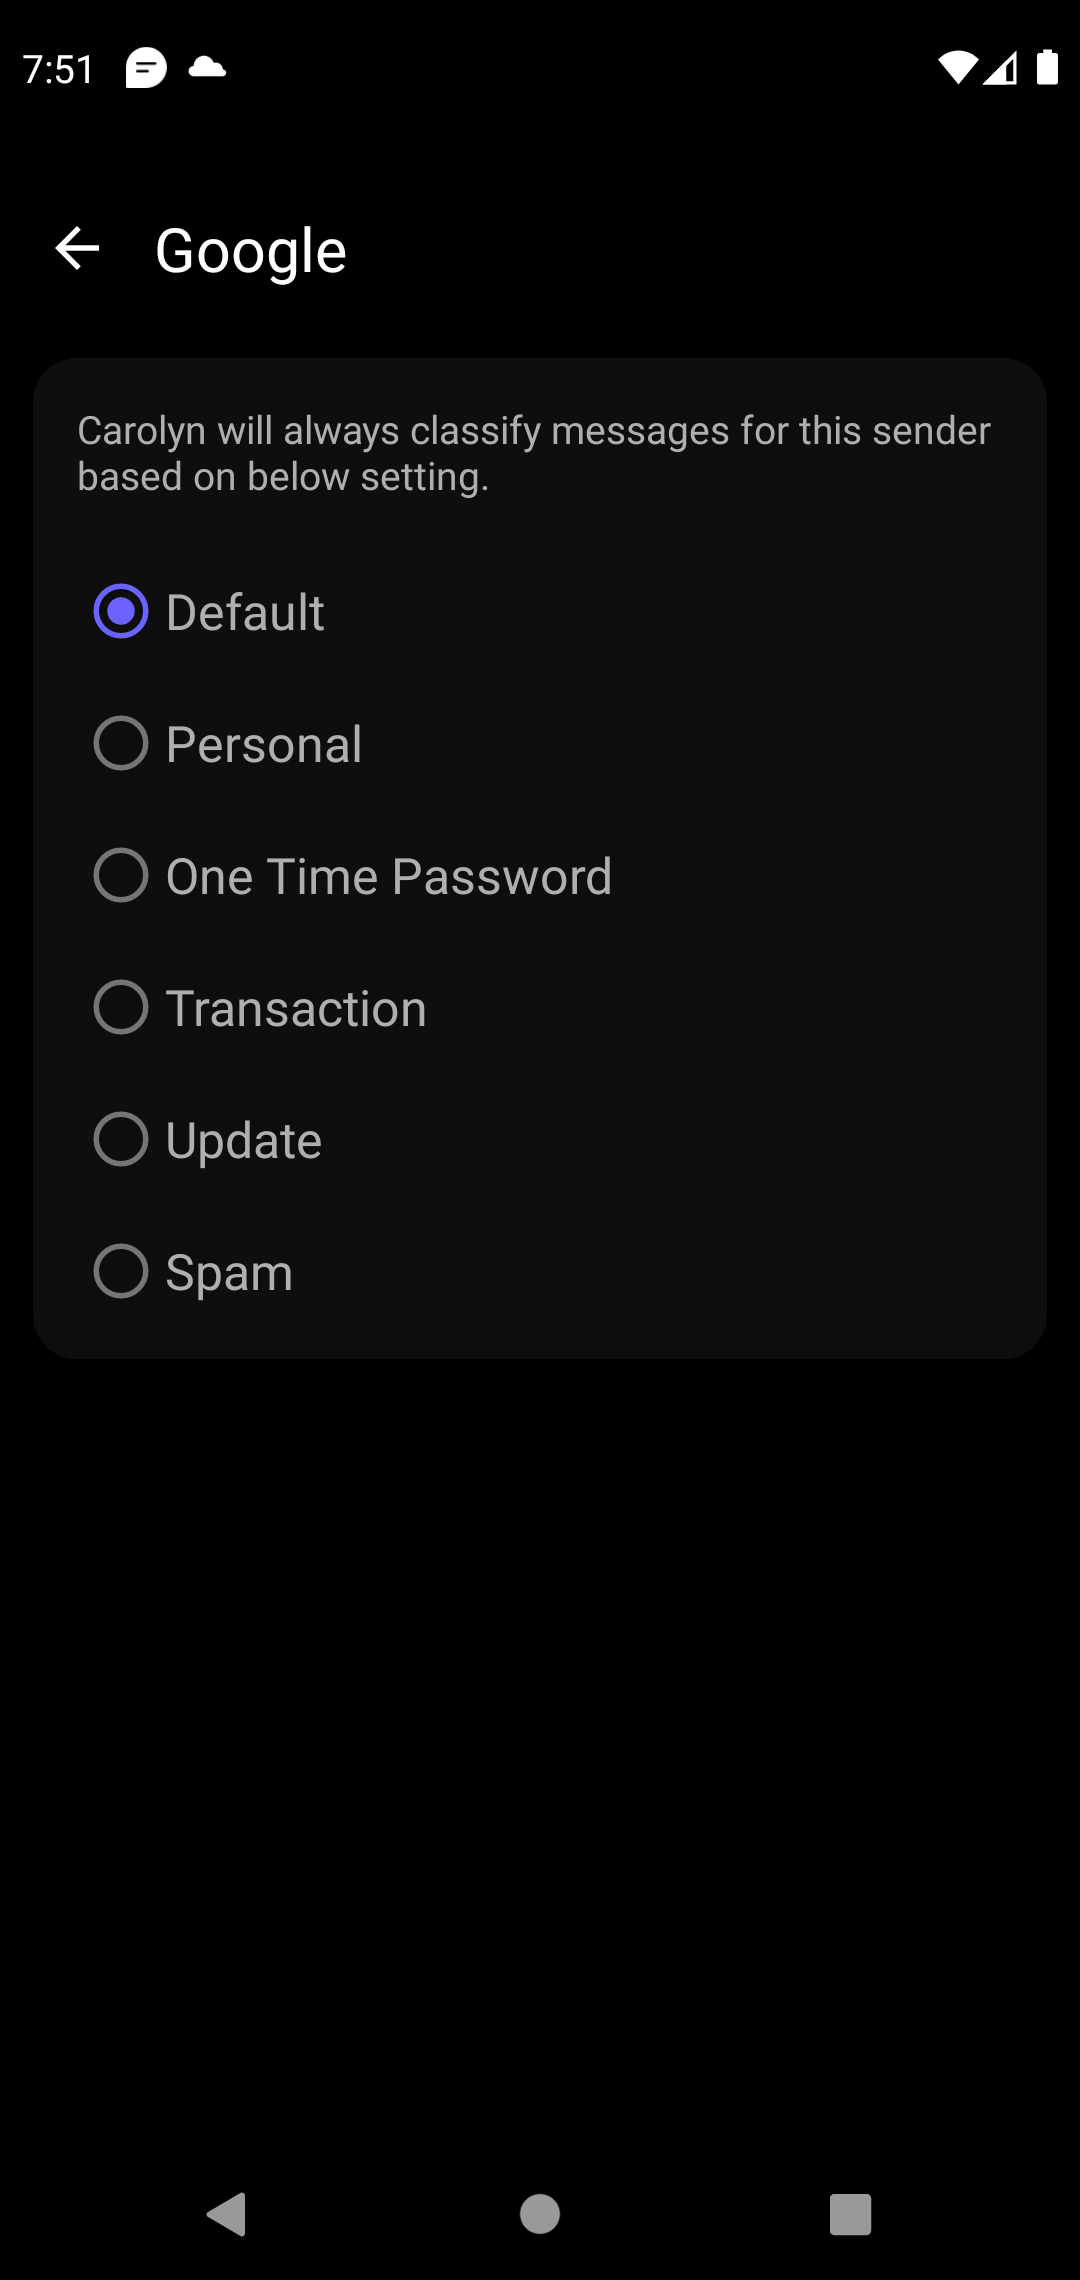 7:51
Google
Carolyn will always classify messages for this sender
based on below setting.
Default
Personal
One Time Password
Transaction
Update
Spam